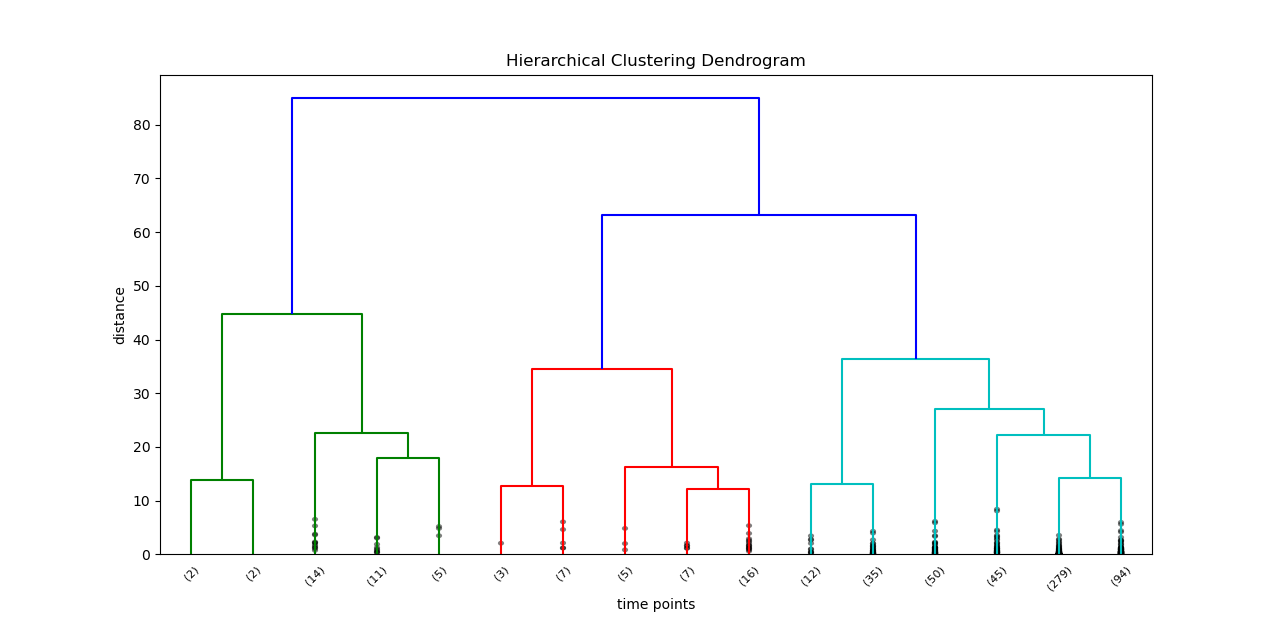 Hierarchical Clustering Dendrogram
80
70
60
50
40
30
20
10
0
distance
(2) (2) (14) (11) (5) (3) (7) (5) (7) (16) (12) (35) (50) (45) (279) (94)
time points